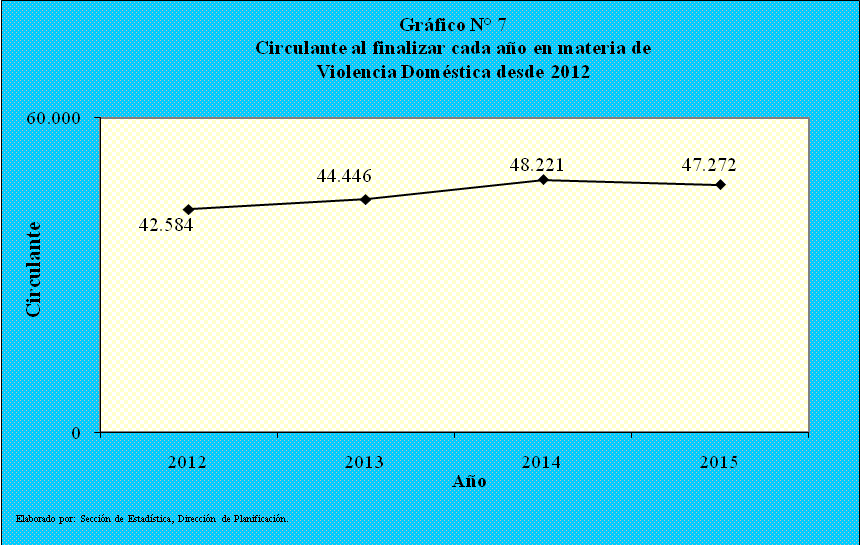 Gráfico N° 7
Circulante al finalizar cada año en materia de
Violencia Doméstica desde 2012
60.000
48.221
47.272
44.446
42.584
Circulante
0
2012
2013
2014
2015
Año
Elaborado por: Sección de Estadística, Dirección de Planificación.